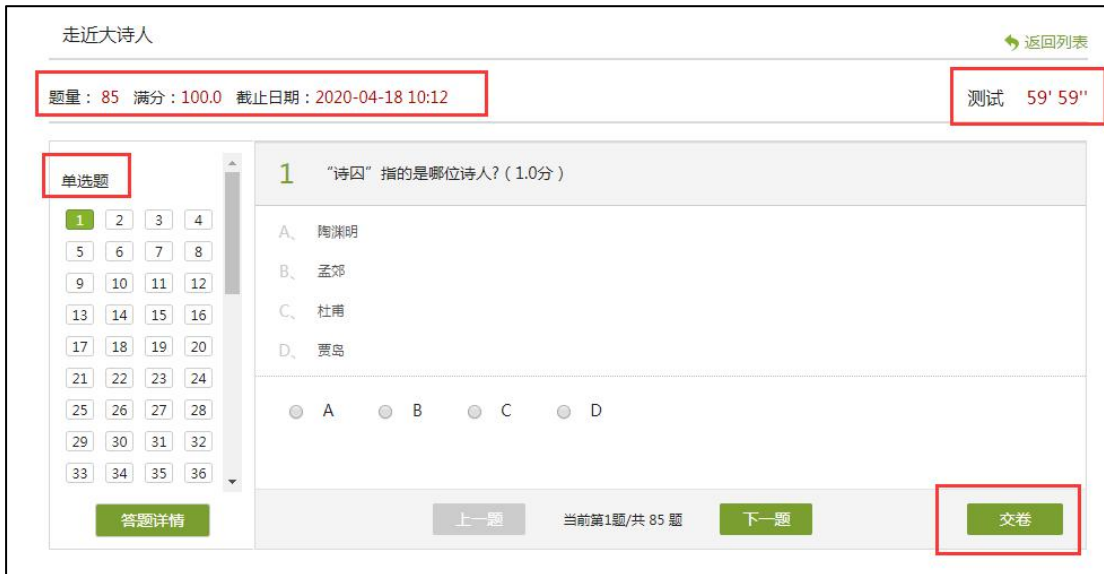 走近大诗人
返回列表
题量： 85 满分：100.0 截止日期：2020-04-18 10:12
测试 59' 59''
单选题
1 2 3 4
5 6 7 8
9 10 11 12
13 14 15 16
17 18 19 20
21 22 23 24
25 26 27 28
29 30 31 32
33 34 35 36
答题详情
1 “诗囚”指的是哪位诗人?（1.0分）
A、 陶渊明
B、 孟郊
C、 杜甫
D、 贾岛
A B C D
上一题 当前第1题/共 85 题 下一题 交卷